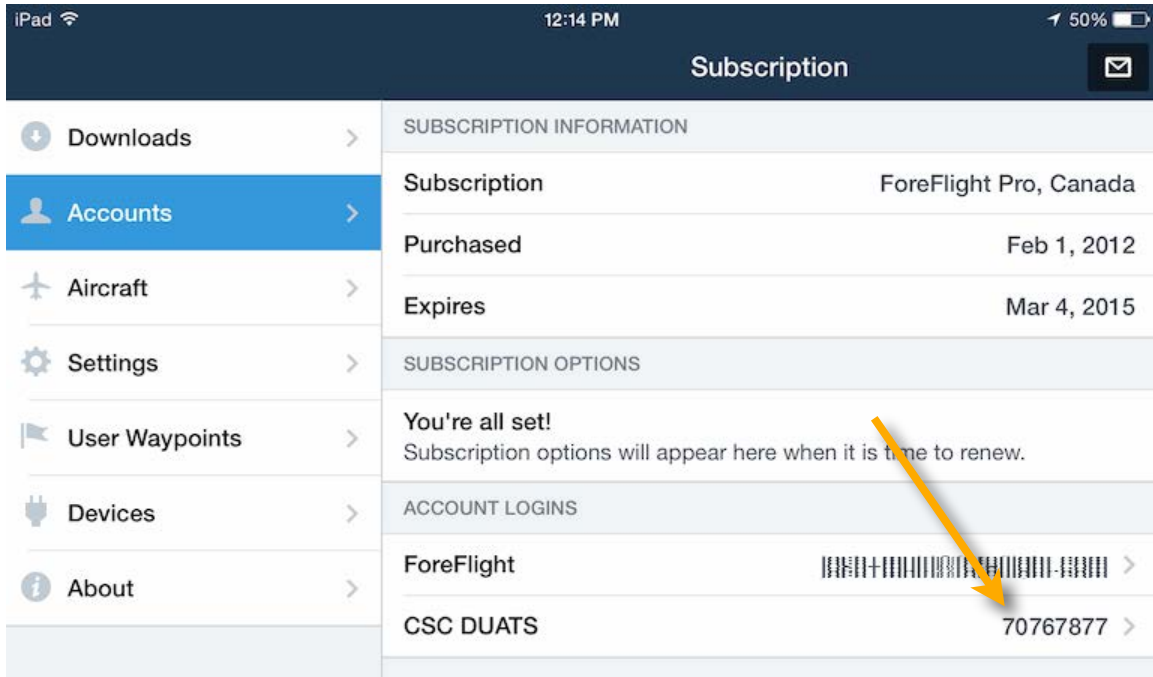 iPad 12:14 PM 50%
Subscription
Downloads
Accounts
Aircraft
Settings
User Waypoints
Devices
About
SUBSCRIPTION INFORMATION
Subscription ForeFlight Pro, Canada
Purchased Feb 1, 2012
Expires Mar 4, 2015
SUBSCRIPTION OPTIONS
You're all set!
Subscription options will appear here when it is time to renew.
ACCOUNT LOGINS
ForeFlight
CSC DUATS 70767877